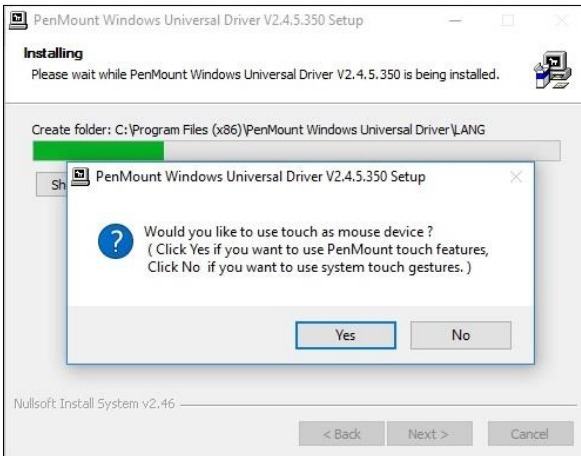 PenMount Windows Universal Driver V2.4.5.350 Setup
Installing
Please wait while PenMount Windows Universal Driver V2.4.5.350 is being installed.
Create folder: C:\Program Files (x86)\PenMount Windows Universal Driver\LANG
Sh
PenMount Windows Universal Driver V2.4.5.350 Setup
Would you like to use touch as mouse device ?
( Click Yes if you want to use PenMount touch features,
Click No  if you want to use system touch gestures. )
Yes
No
Nullsoft Install System v2.46
< Back
Next >
Cancel